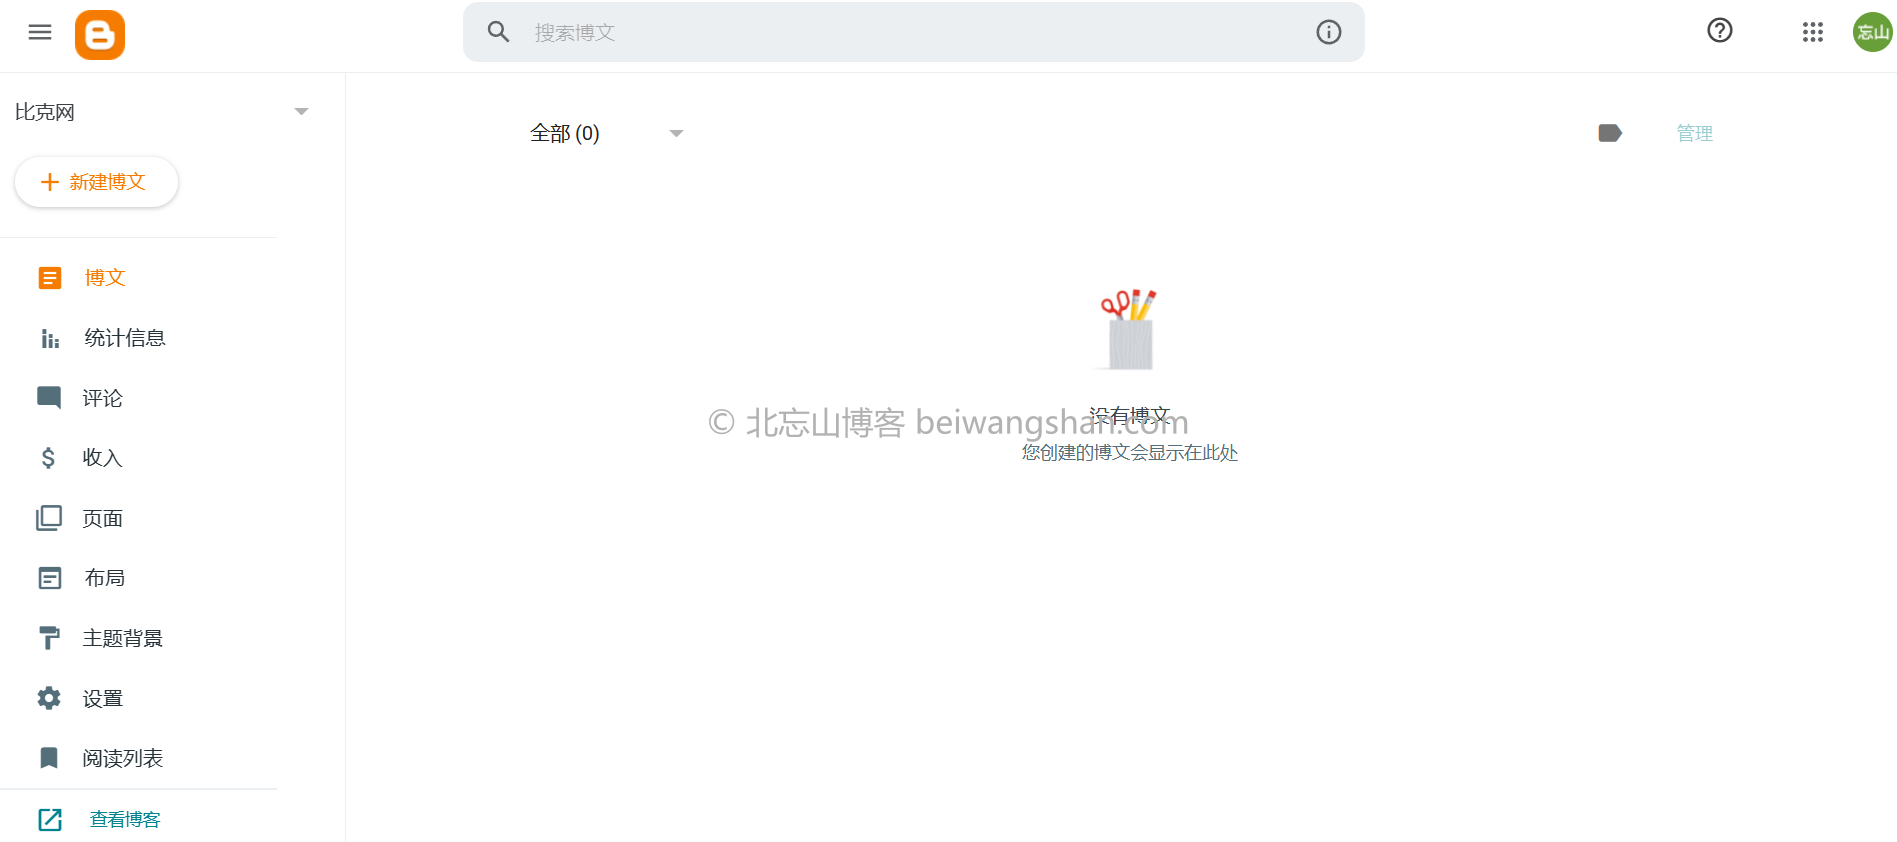 搜索博文
忘山
比克网
全部 (0)
管理
新建博文
博文
统计信息
评论
收入
页面
布局
主题背景
设置
阅读列表
查看博客
没有博文
© 北忘山博客 beiwangshan.com
您创建的博文会显示在此处